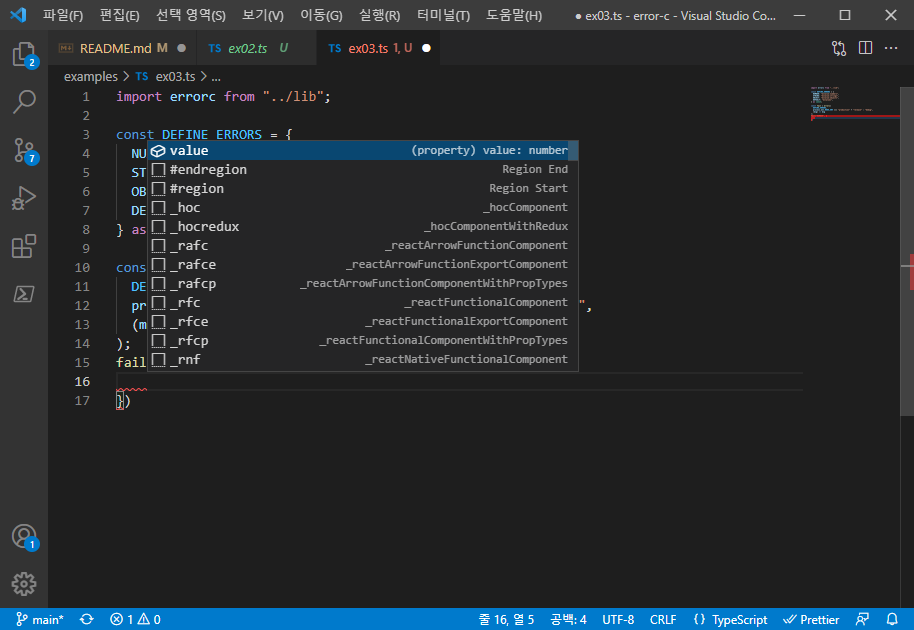 파일(F) 편집(E) 선택 영역(S) 보기(V) 이동(G) 실행(R) 터미널(T) 도움말(H) ● ex03.ts - error-c - Visual Studio Co...
README.md M TS ex02.ts U TS ex03.ts 1, U
examples > TS ex03.ts > ...
1 import errorc from "../lib";
2
3 const DEFINE_ERRORS = {
4 NU
value (property) value: number
5 ST
#endregion Region End
6 OB
#region Region Start
7 DE
_hoc _hocComponent
8 } as
_hocredux _hocComponentWithRedux
9
_rafc _reactArrowFunctionComponent
10 cons
_rafce _reactArrowFunctionExportComponent
11 DE
_rafcp _reactArrowFunctionComponentWithPropTypes
12 pr
_rfc _reactFunctionalComponent
",
13 (m
_rfce _reactFunctionalExportComponent
14 );
_rfcp _reactFunctionalComponentWithPropTypes
15 fail
_rnf _reactNativeFunctionalComponent
16
17 })
2
7
1
main* 1 0 줄 16, 열 5 공백: 4 UTF-8 CRLF {} TypeScript Prettier